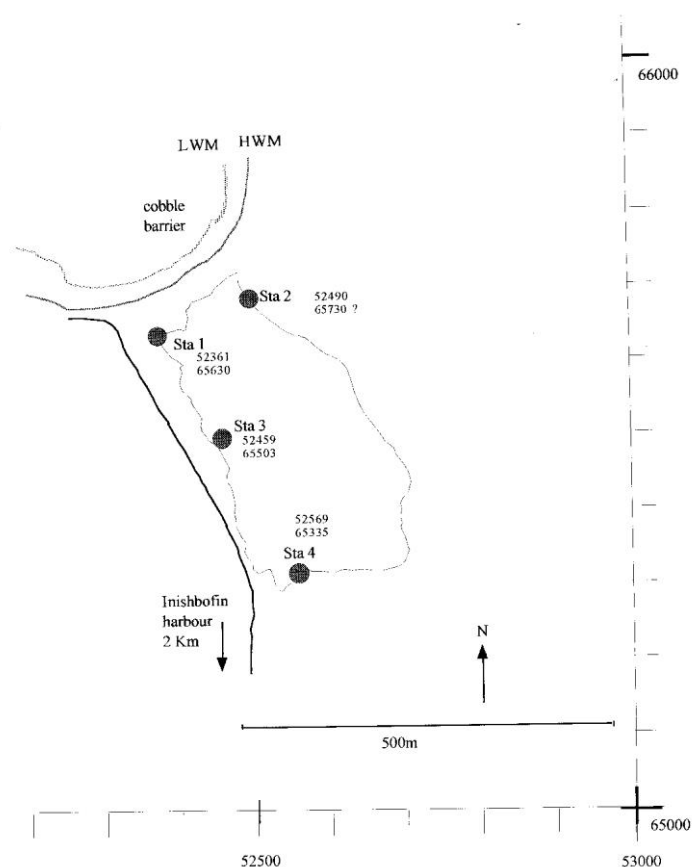 66000
LWM HWM
cobble
barrier
Sta 2
52490
65730 ?
Sta 1
52361
65630
Sta 3
52459
65503
52569
65335
Sta 4
Inishbofin
harbour
2 Km
N
500m
65000
52500
53000